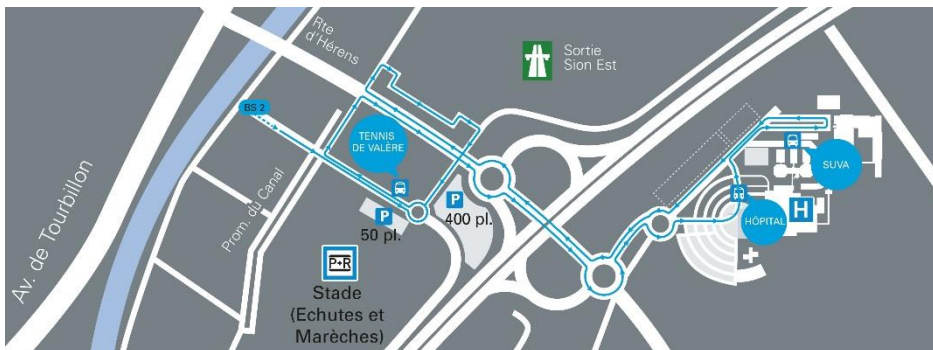 Av. de Tourbillon
Rte
d'Hérens
BS 2
Prom. du Canal
TENNIS
DE VALÈRE
P
50 pl.
P
400 pl.
P+R
Stade
(Echutes et
Marèches)
Sortie
Sion Est
SUVA
HÔPITAL
H